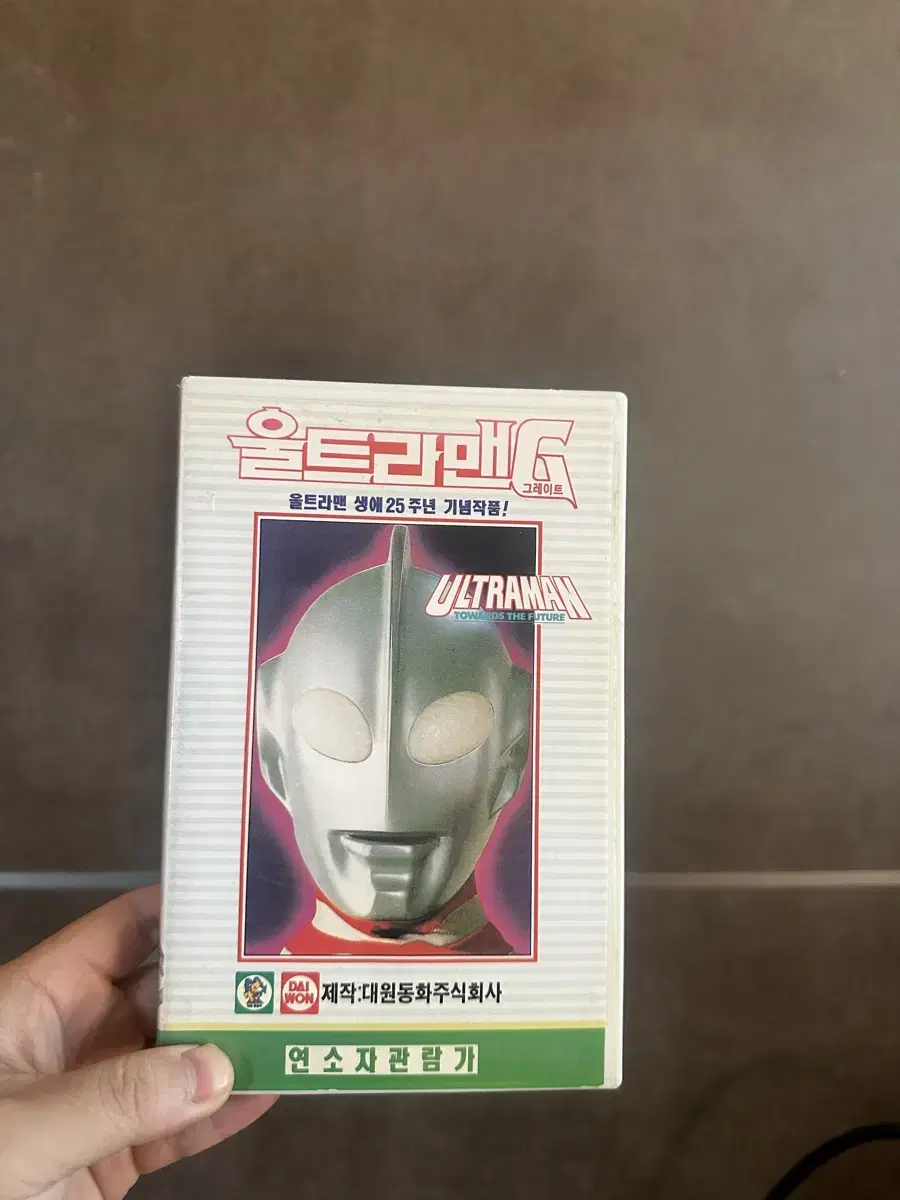 울트라맨G
그레이트
울트라맨 생애 25주년 기념작품!
ULTRAMAN
TOWARDS THE FUTURE
DAI
WON
제작:대원동화주식회사
연소자관람가